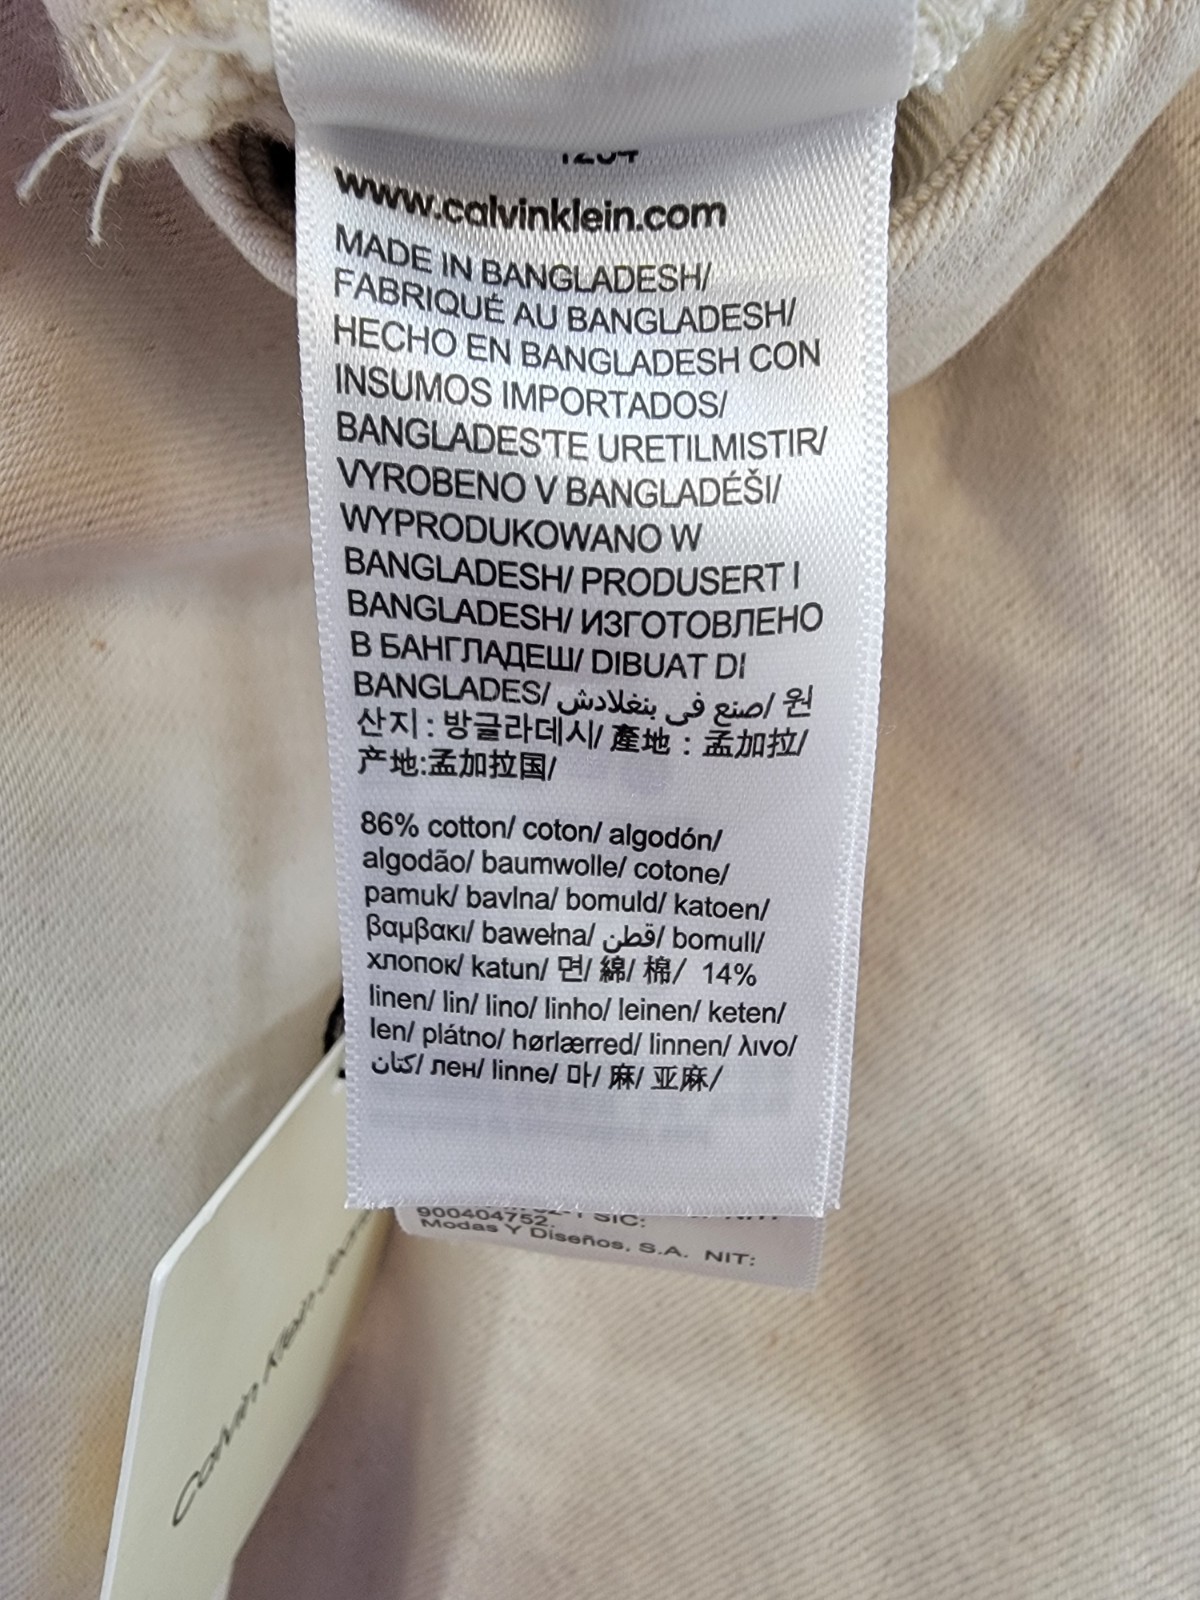 www.calvinklein.com
MADE IN BANGLADESH/
FABRIQUÉ AU BANGLADESH/
HECHO EN BANGLADESH CON
INSUMOS IMPORTADOS/
BANGLADES'TE URETILMISTIR/
VYROBENO V BANGLADÉŠI/
WYPRODUKOWANO W
BANGLADESH/ PRODUSERT I
BANGLADESH/ ИЗГОТОВЛЕНО
В БАНГЛАДЕШ/ DIBUAT DI
BANGLADES/ صنع في بنغلادش/ 원
산지 : 방글라데시/ 產地 : 孟加拉/
产地:孟加拉国/
86% cotton/ coton/ algodón/
algodão/ baumwolle/ cotone/
pamuk/ bavlna/ bomuld/ katoen/
βαμβακι/ bawełna/ قطن/ bomull/
хлопок/ katun/ 면/ 綿/ 棉/ 14%
linen/ lin/ lino/ linho/ leinen/ keten/
len/ plátno/ hørlærred/ linnen/ λινο/
كتان/ лен/ linne/ 마/ 麻/ 亚麻/
SIC:
900404752.
Modas Y Diseños, S.A. NIT:
Calvin Klein